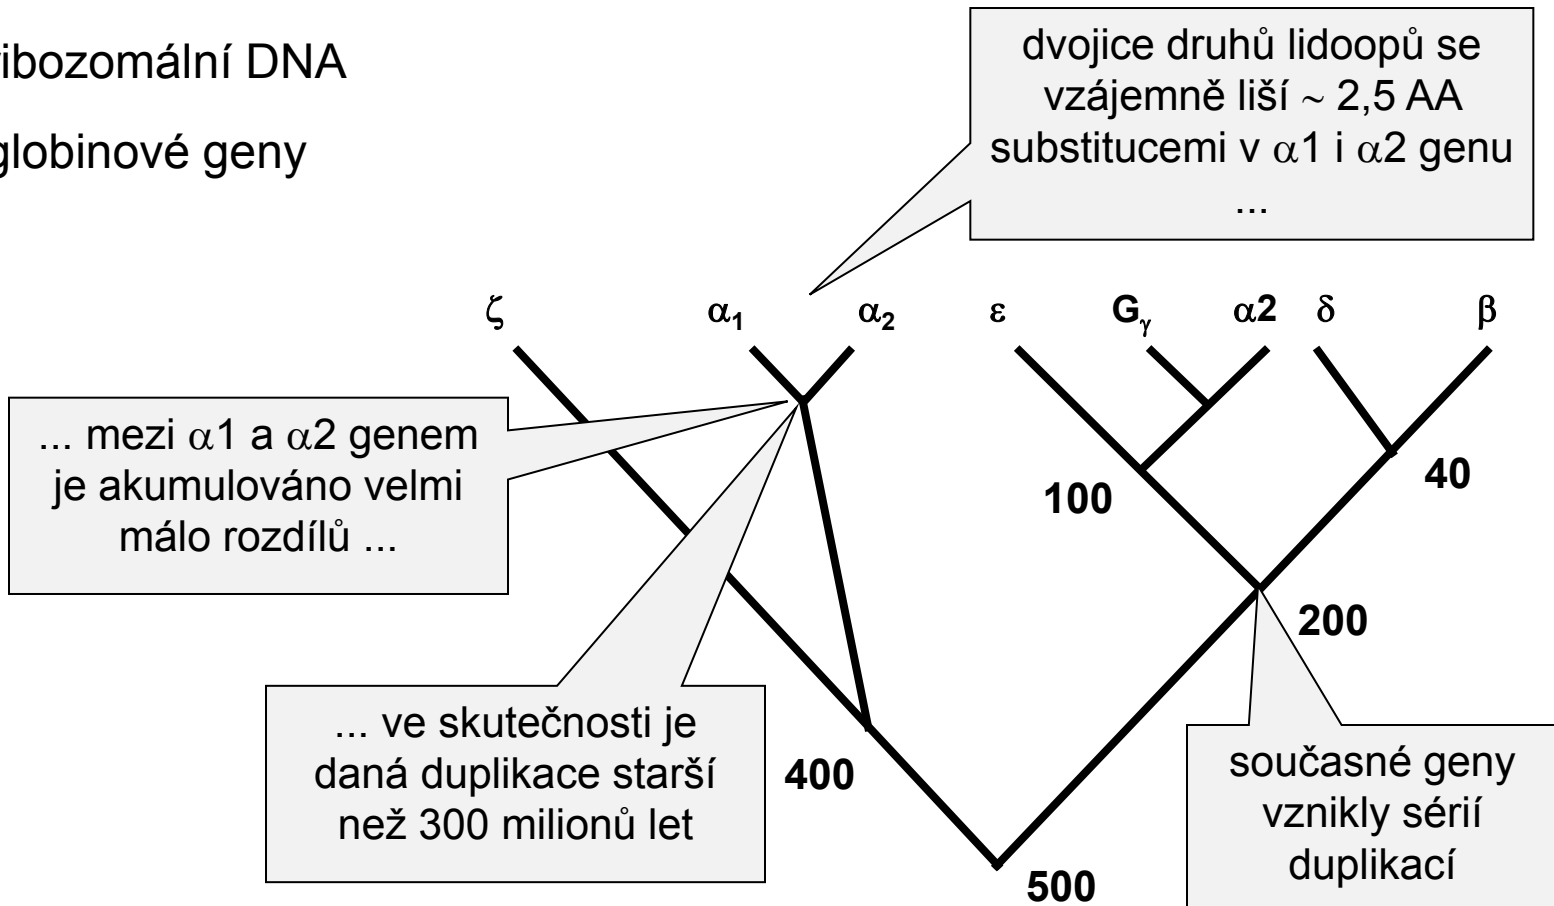 ibozomální DNA
globinové geny
dvojice druhů lidoopů se
vzájemně liší ~ 2,5 AA
substitucemi v α1 i α2 genu
...
ζ α₁ α₂ ε Gᵧ α2 δ β
... mezi α1 a α2 genem
je akumulováno velmi
málo rozdílů ...
100
40
200
... ve skutečnosti je
daná duplikace starší
než 300 milionů let
400
současné geny
vznikly sérií
duplikací
500